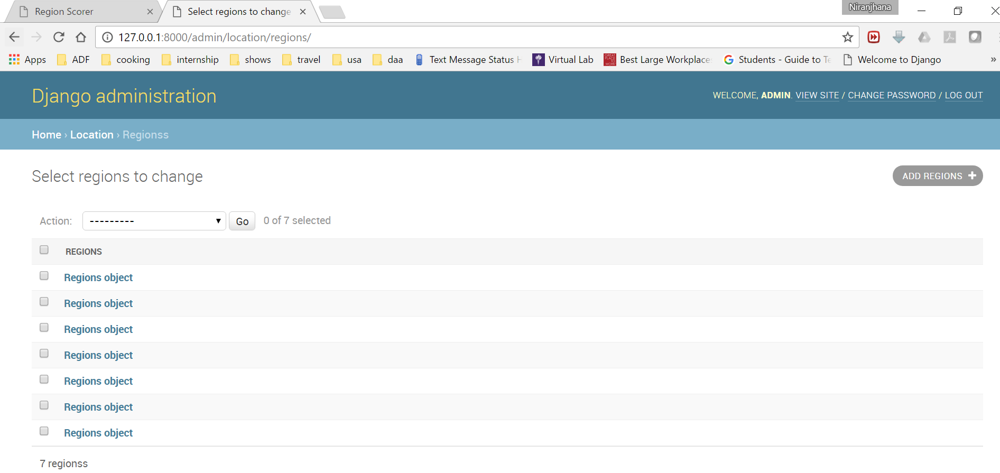 Region Scorer
Select regions to change
Niranjhana
127.0.0.1:8000/admin/location/regions/
Apps ADF cooking internship shows travel usa daa Text Message Status Virtual Lab Best Large Workplace Students - Guide to Welcome to Django »
Django administration
WELCOME, ADMIN. VIEW SITE / CHANGE PASSWORD / LOG OUT
Home › Location › Regionss
Select regions to change
ADD REGIONS +
Action: --------- Go 0 of 7 selected
REGIONS
Regions object
Regions object
Regions object
Regions object
Regions object
Regions object
Regions object
7 regionss